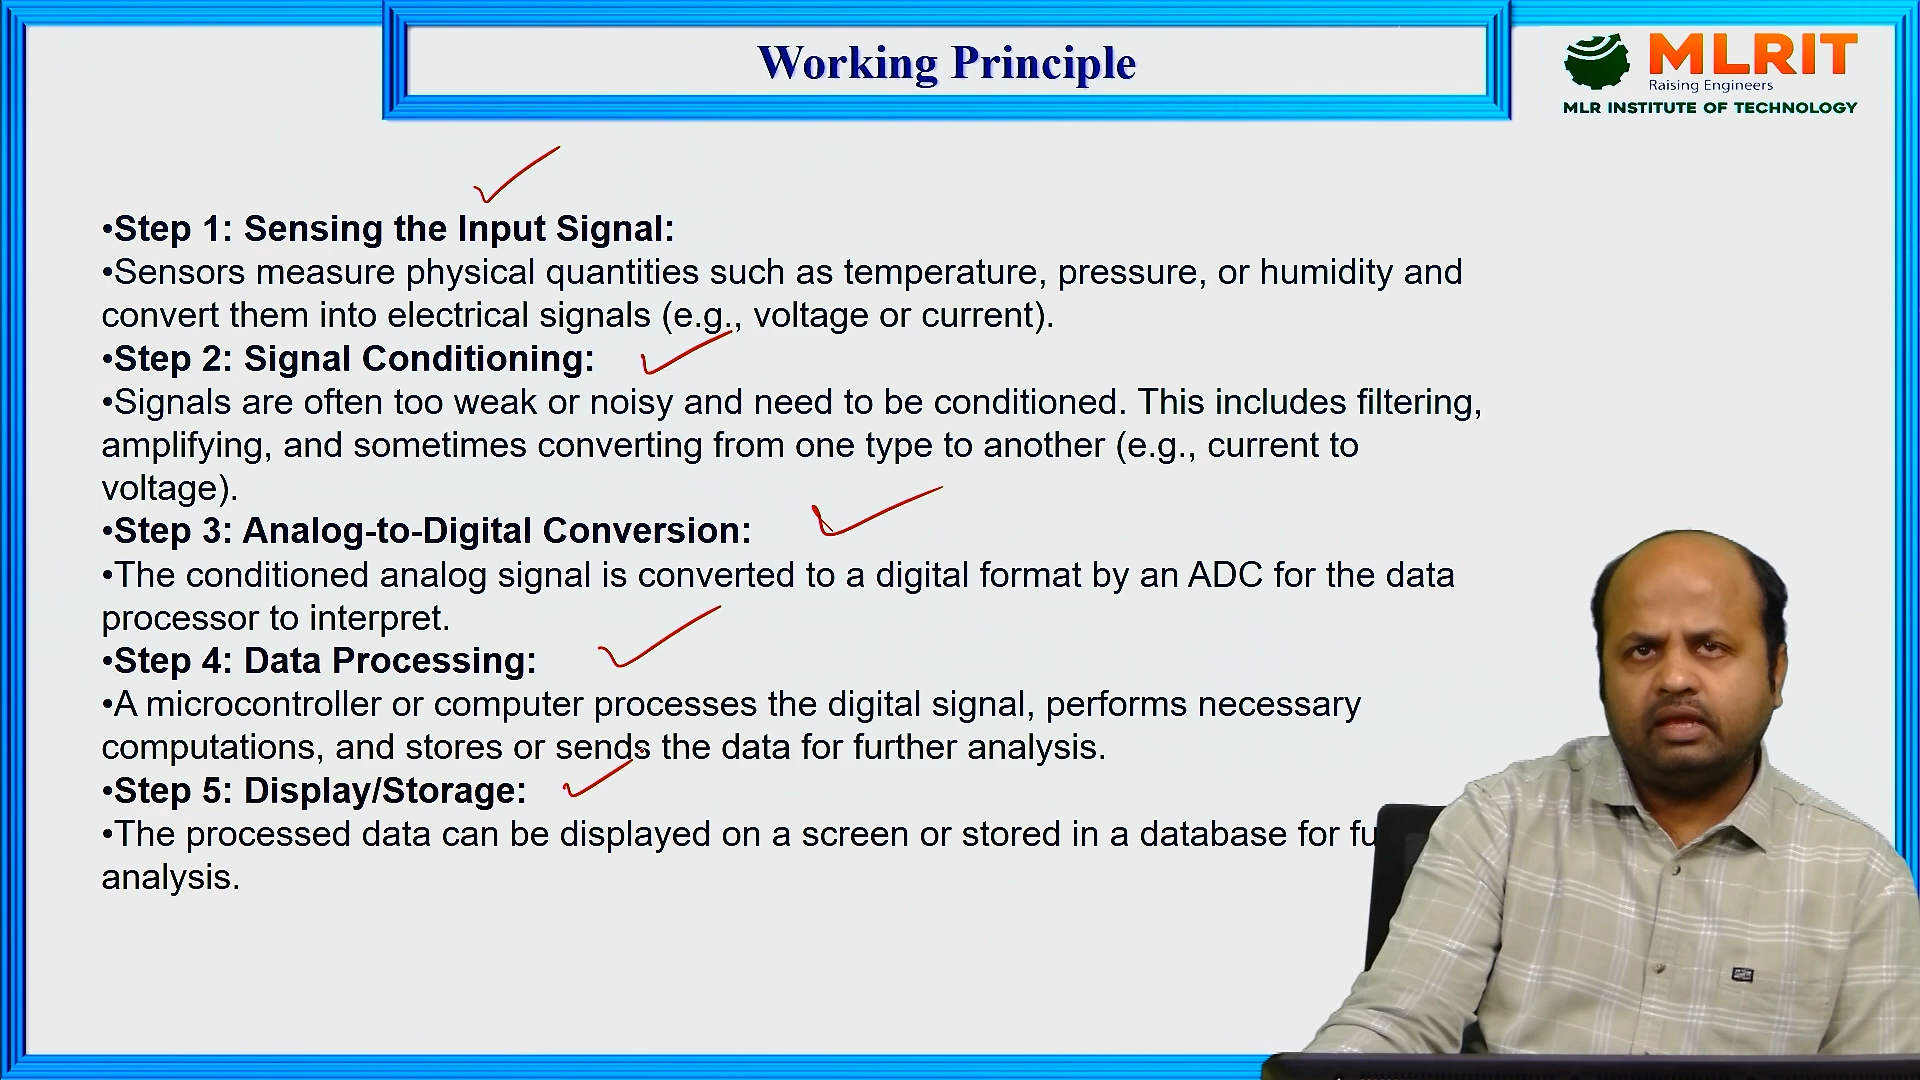 Working Principle
MLRIT
Raising Engineers
MLR INSTITUTE OF TECHNOLOGY
•Step 1: Sensing the Input Signal:
•Sensors measure physical quantities such as temperature, pressure, or humidity and
convert them into electrical signals (e.g., voltage or current).
•Step 2: Signal Conditioning:
•Signals are often too weak or noisy and need to be conditioned. This includes filtering,
amplifying, and sometimes converting from one type to another (e.g., current to
voltage).
•Step 3: Analog-to-Digital Conversion:
•The conditioned analog signal is converted to a digital format by an ADC for the data
processor to interpret.
•Step 4: Data Processing:
•A microcontroller or computer processes the digital signal, performs necessary
computations, and stores or sends the data for further analysis.
•Step 5: Display/Storage:
•The processed data can be displayed on a screen or stored in a database for
analysis.